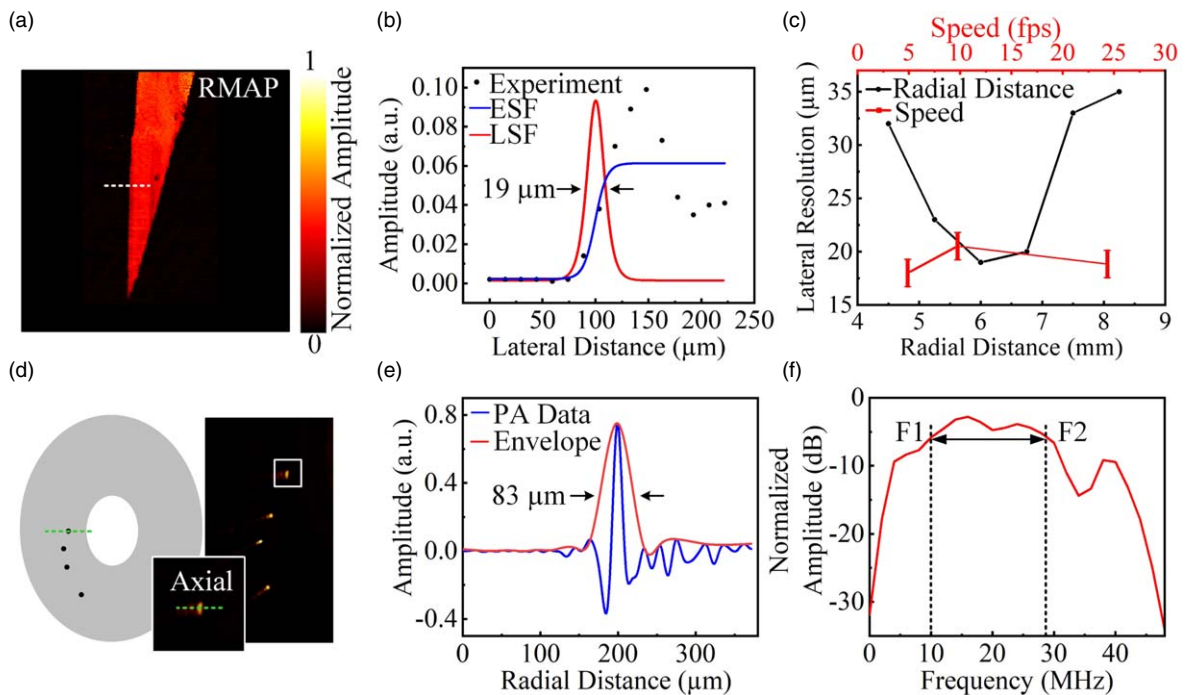 (a)
1
RMAP
Normalized Amplitude
0
(b)
Experiment
ESF
LSF
19 µm
Amplitude (a.u.)
0.10
0.08
0.06
0.04
0.02
0.00
0 50 100 150 200 250
Lateral Distance (µm)
(c)
Speed (fps)
0 5 10 15 20 25 30
Radial Distance
Speed
Lateral Resolution (µm)
35
30
25
20
15
4 5 6 7 8 9
Radial Distance (mm)
(d)
Axial
(e)
PA Data
Envelope
83 µm
Amplitude (a.u.)
0.8
0.4
0.0
-0.4
0 100 200 300
Radial Distance (µm)
(f)
F1 F2
Normalized
Amplitude (dB)
0
-10
-20
-30
0 10 20 30 40
Frequency (MHz)